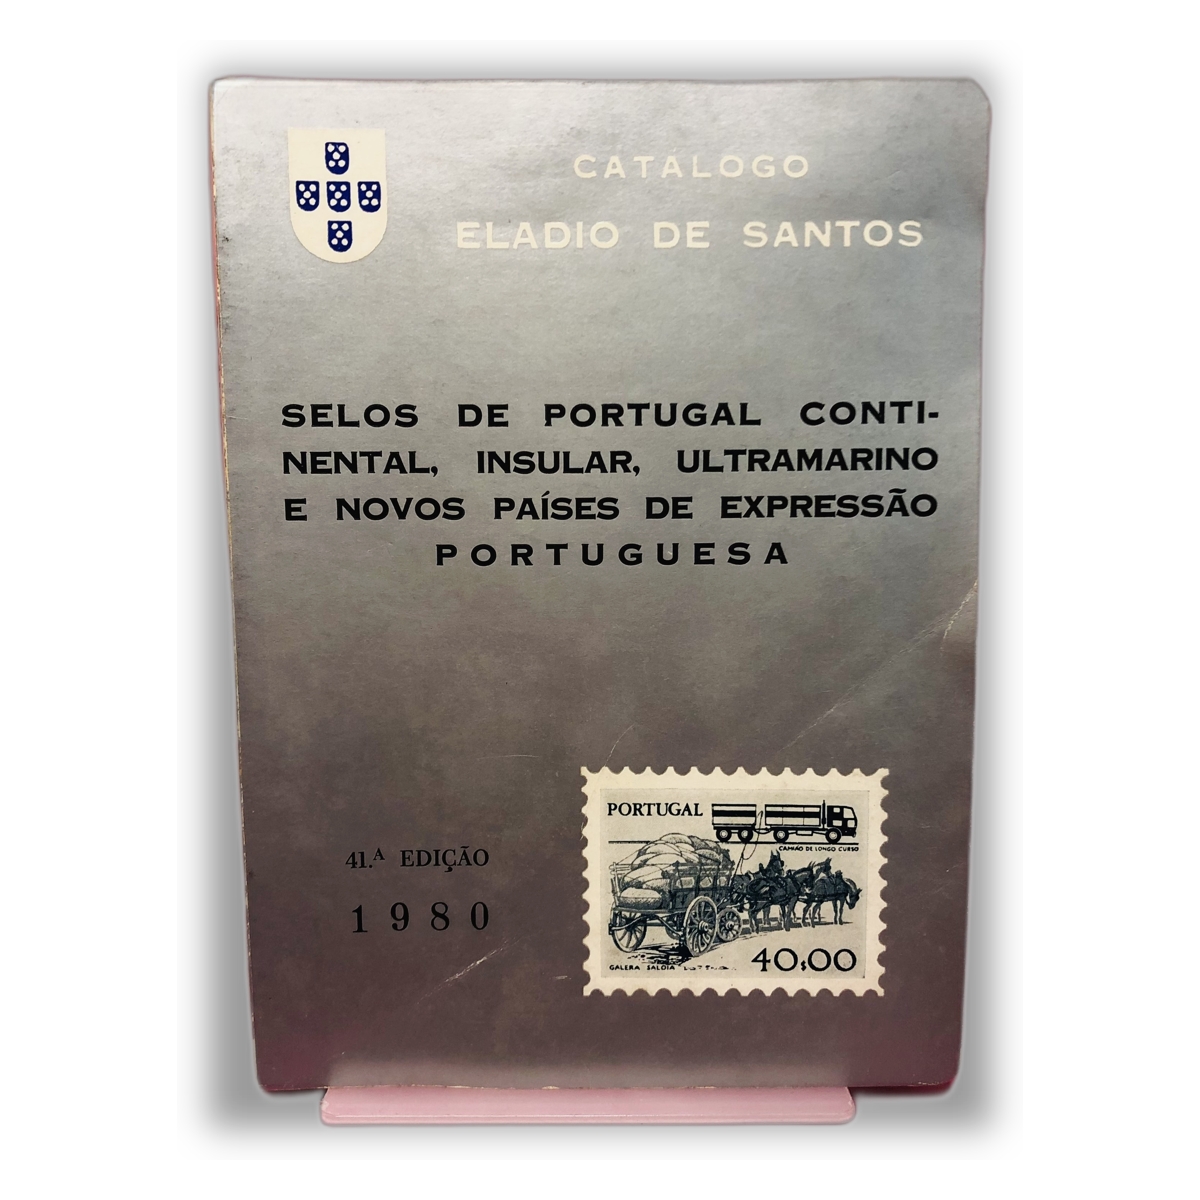 CATÁLOGO
ELADIO DE SANTOS
SELOS DE PORTUGAL CONTI-
NENTAL, INSULAR, ULTRAMARINO
E NOVOS PAÍSES DE EXPRESSÃO
PORTUGUESA
41.ª EDIÇÃO
1980
PORTUGAL
CAMIÃO DE LONGO CURSO
GALERA SALOIA
40$00